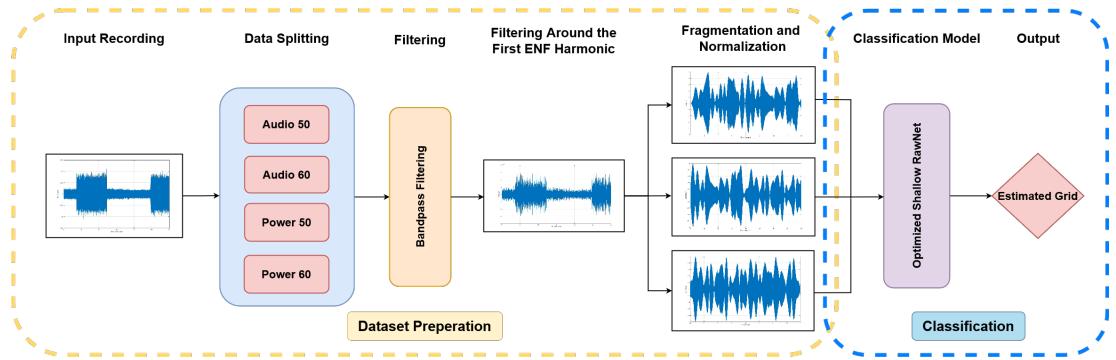 Input Recording
Data Splitting
Filtering
Filtering Around the
First ENF Harmonic
Fragmentation and
Normalization
Classification Model
Output
Audio 50
Audio 60
Power 50
Power 60
Bandpass Filtering
Optimized Shallow RawNet
Estimated Grid
Dataset Preperation
Classification